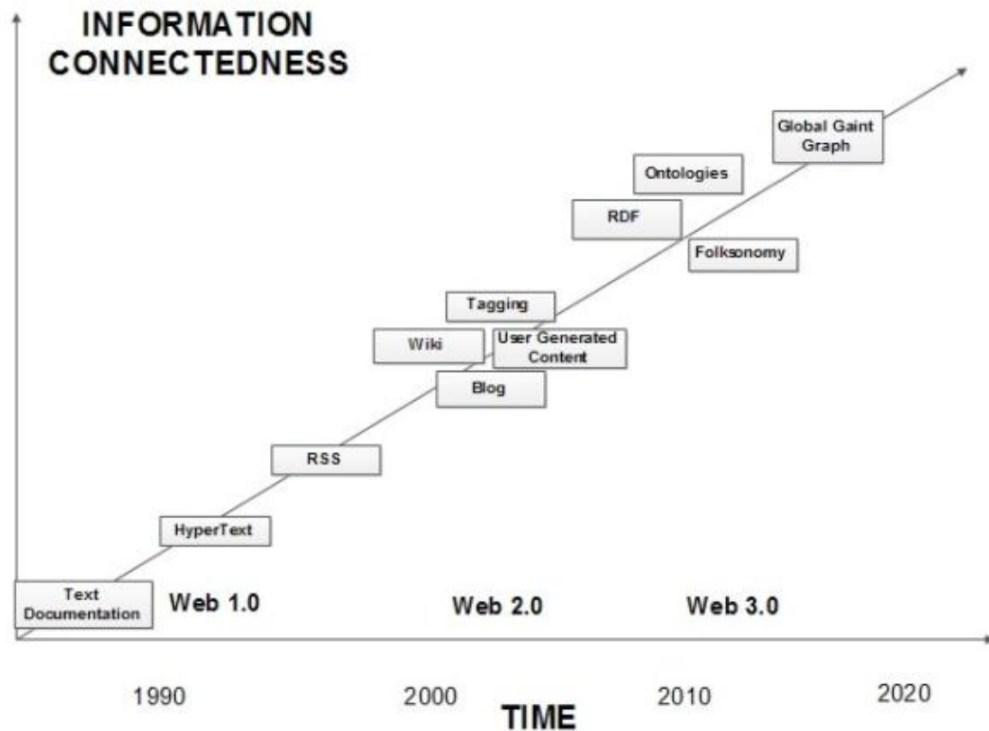 INFORMATION
CONNECTEDNESS
Global Gaint
Graph
Ontologies
RDF
Folksonomy
Tagging
Wiki
User Generated
Content
Blog
RSS
HyperText
Text
Documentation
Web 1.0
Web 2.0
Web 3.0
1990
2000
2010
2020
TIME